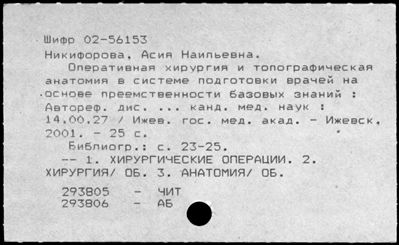 Шифр 02-56153
Никифорова, Асия Наильевна.
Оперативная хирургия и топографическая
анатомия в системе подготовки врачей на
основе преемственности базовых знаний :
Автореф. дис. ... канд. мед. наук :
14.00.27 / Ижев. гос. мед. акад. - Ижевск,
2001. - 25 с.
Библиогр.: с. 23-25.
-- 1. ХИРУРГИЧЕСКИЕ ОПЕРАЦИИ. 2.
ХИРУРГИЯ/ ОБ. 3. АНАТОМИЯ/ ОБ.
293805 - ЧИТ
293806 - АБ